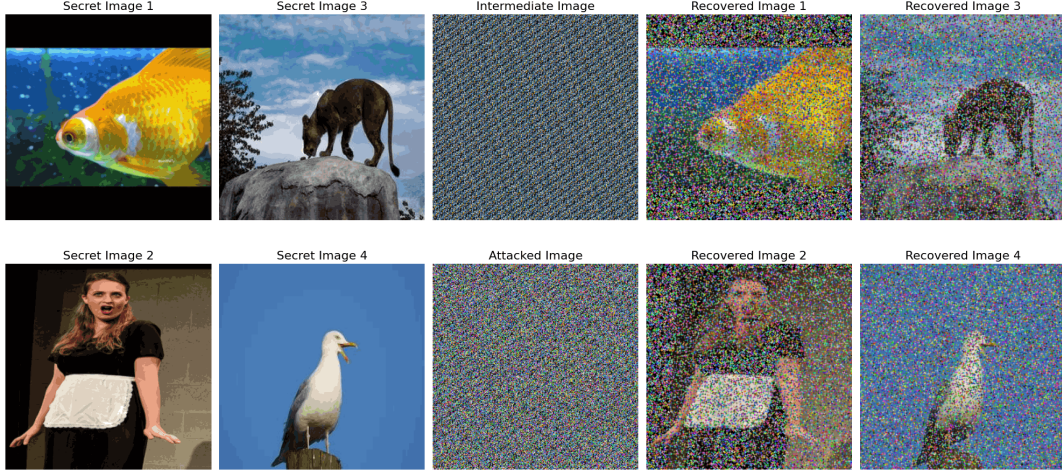 Secret Image 1
Secret Image 3
Intermediate Image
Recovered Image 1
Recovered Image 3
Secret Image 2
Secret Image 4
Attacked Image
Recovered Image 2
Recovered Image 4